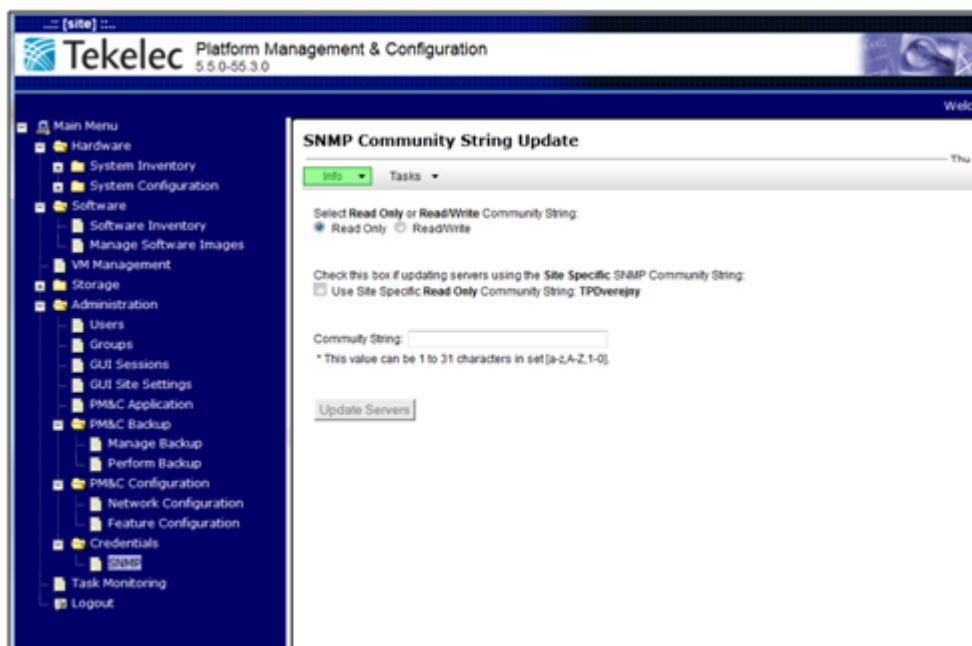 ...:: [site] ::...
Tekelec Platform Management & Configuration
5.5.0-55.3.0
Main Menu
Hardware
System Inventory
System Configuration
Software
Software Inventory
Manage Software Images
VM Management
Storage
Administration
Users
Groups
GUI Sessions
GUI Site Settings
PM&C Application
PM&C Backup
Manage Backup
Perform Backup
PM&C Configuration
Network Configuration
Feature Configuration
Credentials
SNMP
Task Monitoring
Logout
Welc
SNMP Community String Update
Thu
Info Tasks
Select Read Only or Read/Write Community String:
Read Only Read/Write
Check this box if updating servers using the Site Specific SNMP Community String:
Use Site Specific Read Only Community String: TPDverejny
Commuity String:
* This value can be 1 to 31 characters in set [a-z,A-Z,1-0].
Update Servers